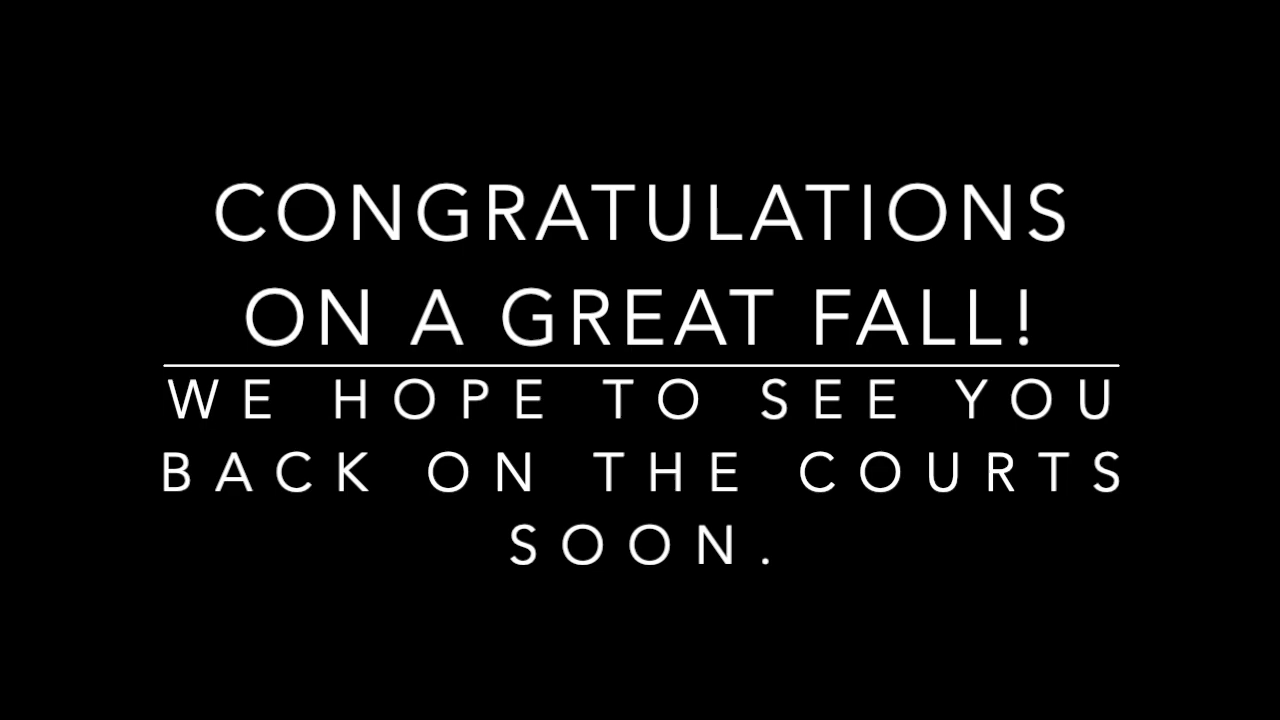 CONGRATULATIONS
ON A GREAT FALL!
WE HOPE TO SEE YOU
BACK ON THE COURTS
SOON.